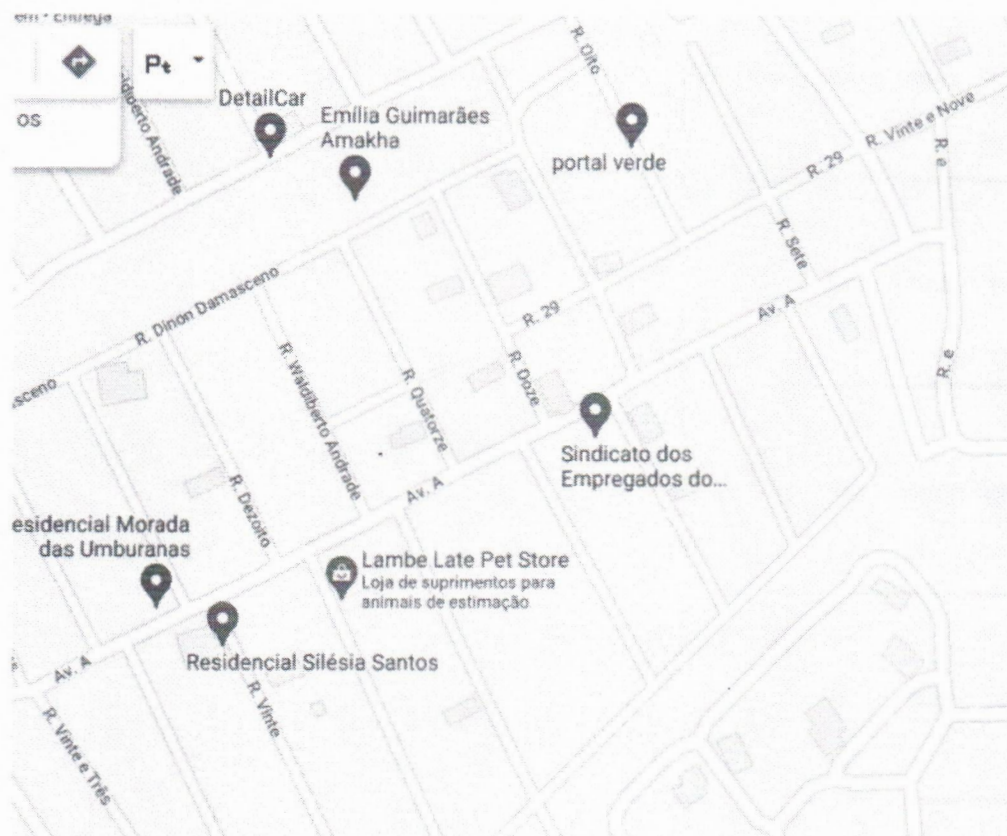 em • Entrega
Pt
os
DetailCar
Emília Guimarães
Amakha
R. Oito
portal verde
R. Vinte e Nove
R. 29
R. e
R. Sete
R. Dinon Damasceno
R. 29
Av. A
R. e
R. Waldiberto Andrade
R. Quatorze
R. Doze
Sindicato dos
Empregados do...
Av. A
R. Dezoito
esidencial Morada
das Umburanas
Lambe Late Pet Store
Loja de suprimentos para
animais de estimação
Residencial Silésia Santos
Av. A
R. Vinte
R. Vinte e Três